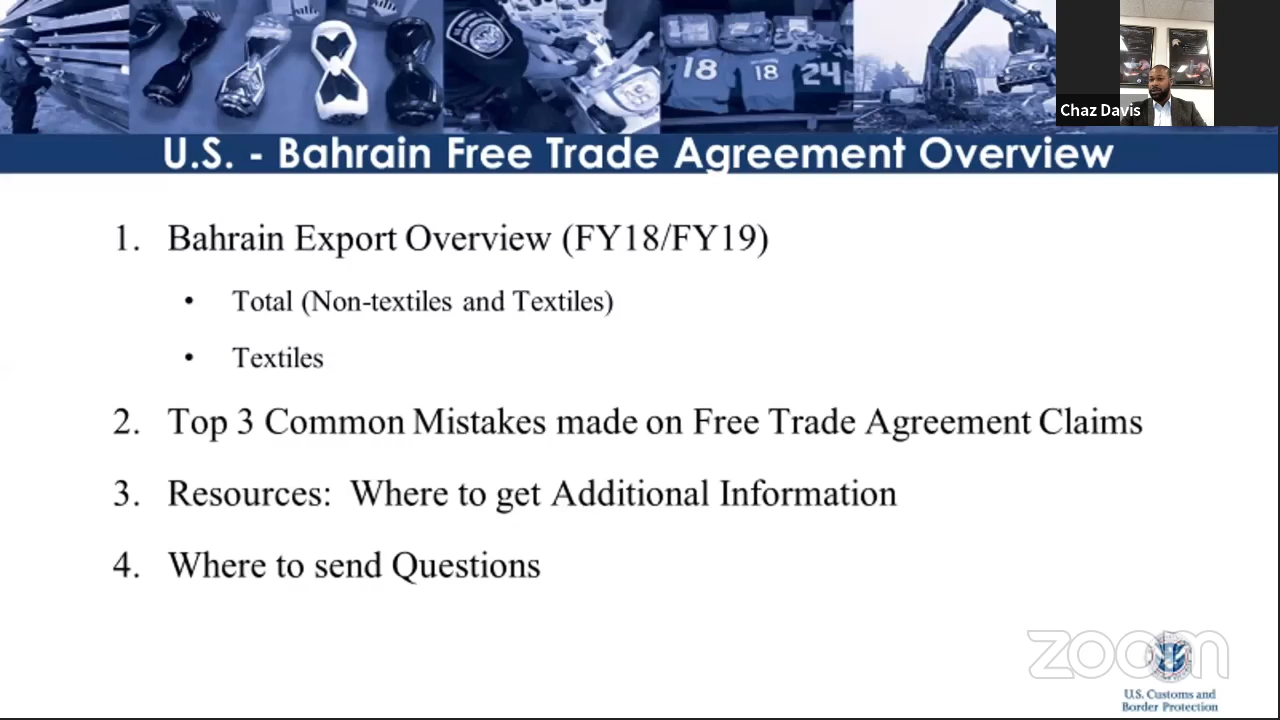 18
18
24
Chaz Davis
U.S. - Bahrain Free Trade Agreement Overview
1. Bahrain Export Overview (FY18/FY19)
• Total (Non-textiles and Textiles)
• Textiles
2. Top 3 Common Mistakes made on Free Trade Agreement Claims
3. Resources: Where to get Additional Information
4. Where to send Questions
zoom
U.S. Customs and
Border Protection